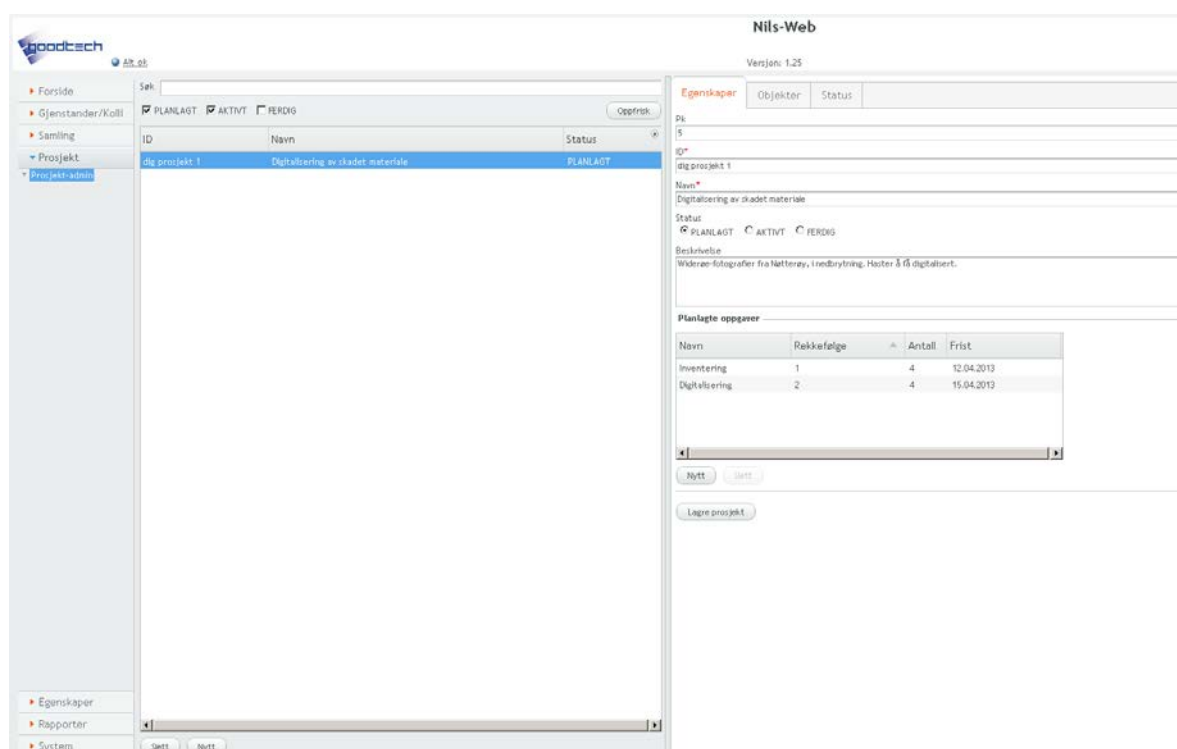 Nils-Web
goodtech
Alt ok
Versjon: 1.25
Forside
Gjenstander/Kolli
Samling
Prosjekt
Prosjekt-admin
Egenskaper
Rapporter
System
Søk
PLANLAGT AKTIVT FERDIG
Oppfrisk
ID Navn Status
dig prosjekt 1 Digitalisering av skadet materiale PLANLAGT
Slett Nytt
Egenskaper Objekter Status
Pk
5
ID*
dig prosjekt 1
Navn*
Digitalisering av skadet materiale
Status
PLANLAGT AKTIVT FERDIG
Beskrivelse
Widerøe-fotografier fra Nøtterøy, i nedbrytning. Haster å få digitalisert.
Planlagte oppgaver
Navn Rekkefølge Antall Frist
Inventering 1 4 12.04.2013
Digitalisering 2 4 15.04.2013
Nytt Slett
Lagre prosjekt